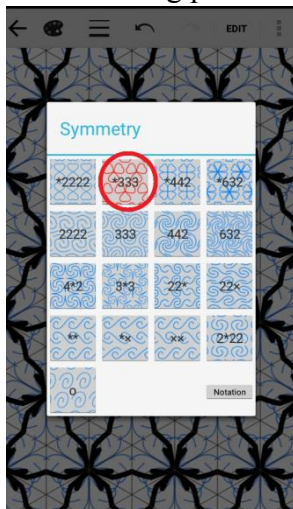 EDIT
Symmetry
*2222 *333 *442 *632
2222 333 442 632
4*2 3*3 22* 22×
** *× ×× 2*22
O
Notation